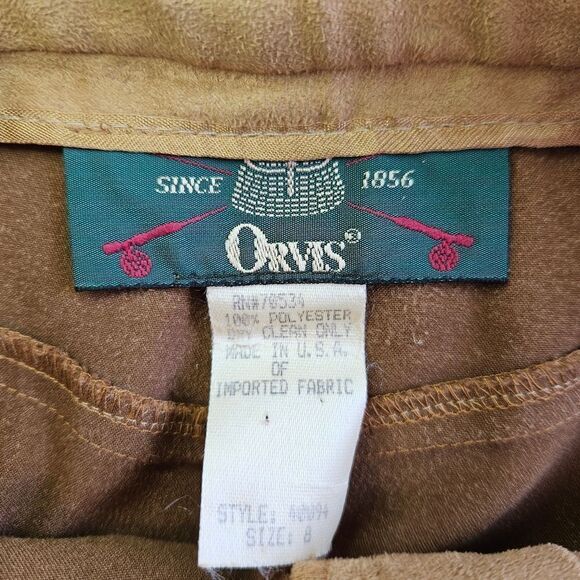 SINCE 1856
ORVIS®
RN#70534
100% POLYESTER
DRY CLEAN ONLY
MADE IN U.S.A.
OF
IMPORTED FABRIC
STYLE: 40094
SIZE: 8